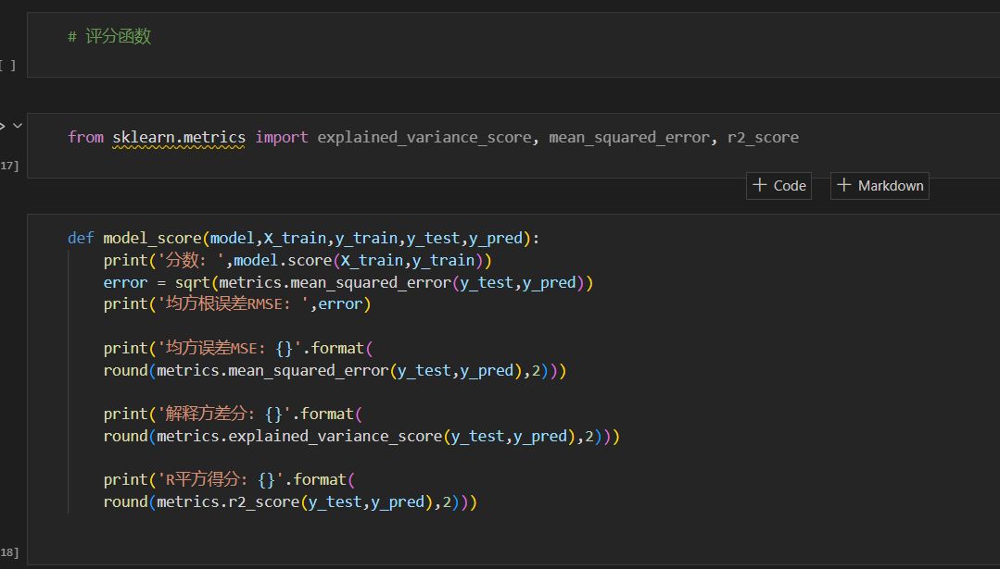 # 评分函数
[ ]
from sklearn.metrics import explained_variance_score, mean_squared_error, r2_score
17]
+ Code + Markdown
def model_score(model,X_train,y_train,y_test,y_pred):
print('分数: ',model.score(X_train,y_train))
error = sqrt(metrics.mean_squared_error(y_test,y_pred))
print('均方根误差RMSE: ',error)
print('均方误差MSE: {}'.format(
round(metrics.mean_squared_error(y_test,y_pred),2)))
print('解释方差分: {}'.format(
round(metrics.explained_variance_score(y_test,y_pred),2)))
print('R平方得分: {}'.format(
round(metrics.r2_score(y_test,y_pred),2)))
18]